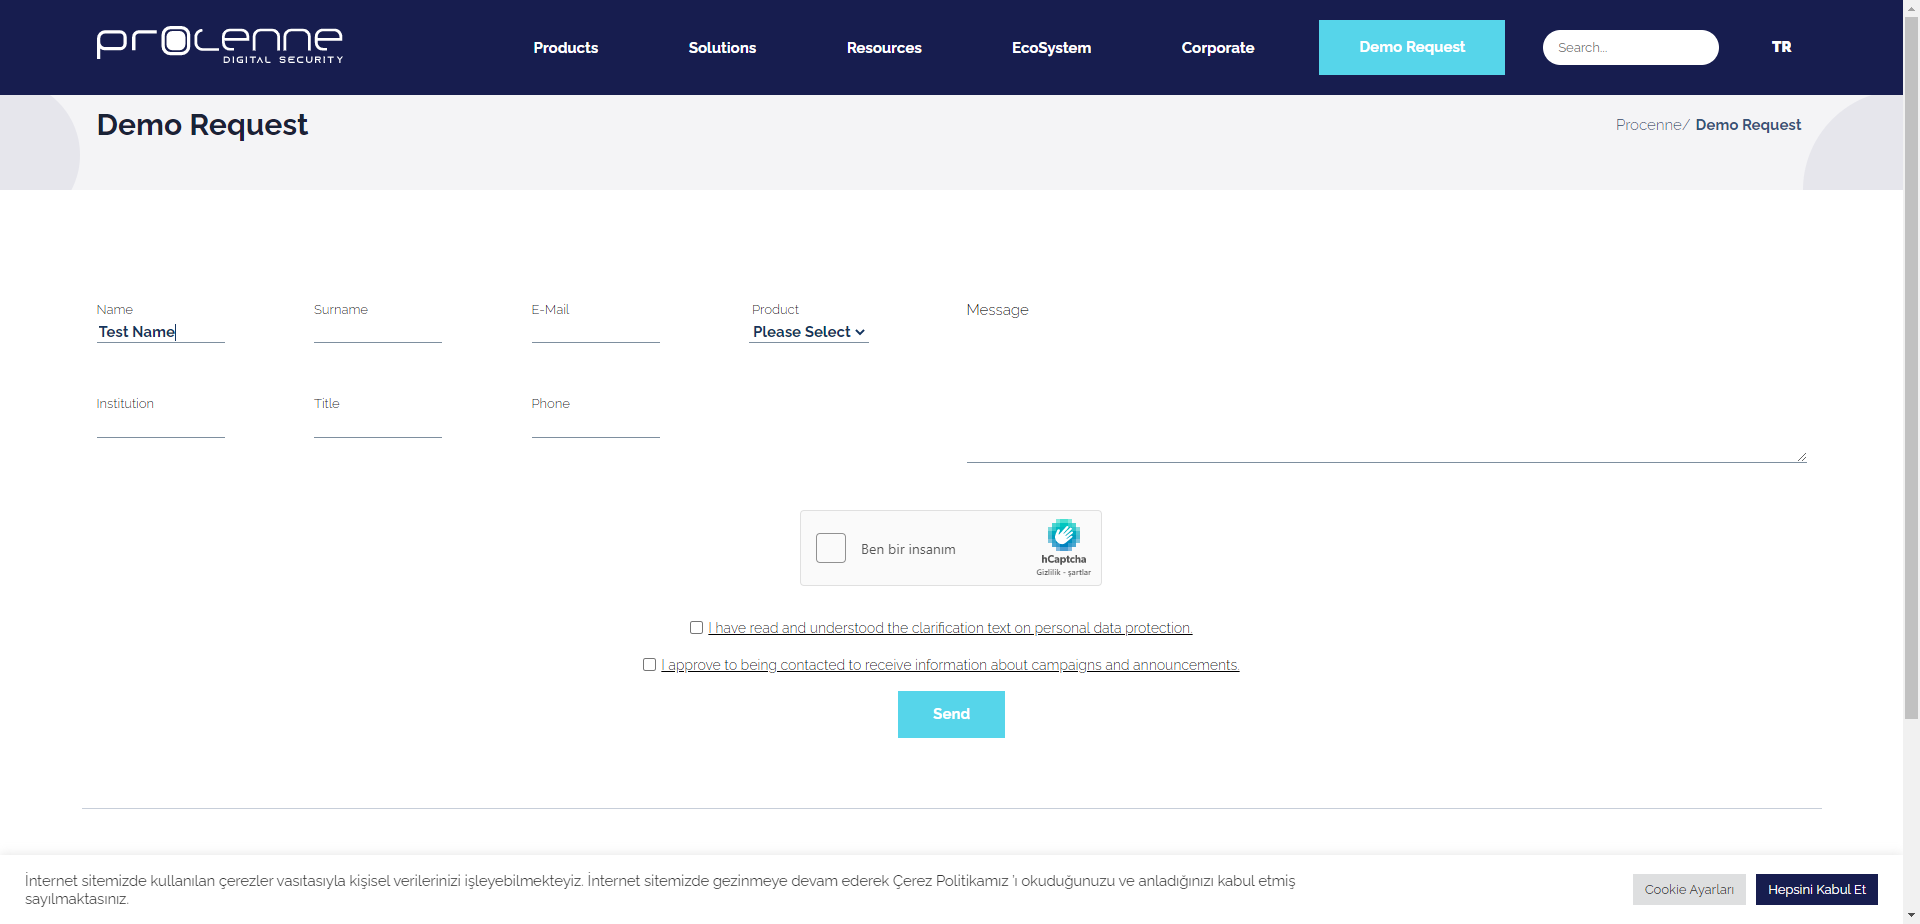 procenne
DIGITAL SECURITY
Products
Solutions
Resources
EcoSystem
Corporate
Demo Request
Search...
TR
Demo Request
Procenne/ Demo Request
Name
Test Name
Surname
E-Mail
Product
Please Select
Message
Institution
Title
Phone
Ben bir insanım
hCaptcha
Gizlilik - şartlar
I have read and understood the clarification text on personal data protection.
I approve to being contacted to receive information about campaigns and announcements.
Send
İnternet sitemizde kullanılan çerezler vasıtasıyla kişisel verilerinizi işleyebilmekteyiz. İnternet sitemizde gezinmeye devam ederek Çerez Politikamız 'ı okuduğunuzu ve anladığınızı kabul etmiş
sayılmaktasınız.
Cookie Ayarları
Hepsini Kabul Et